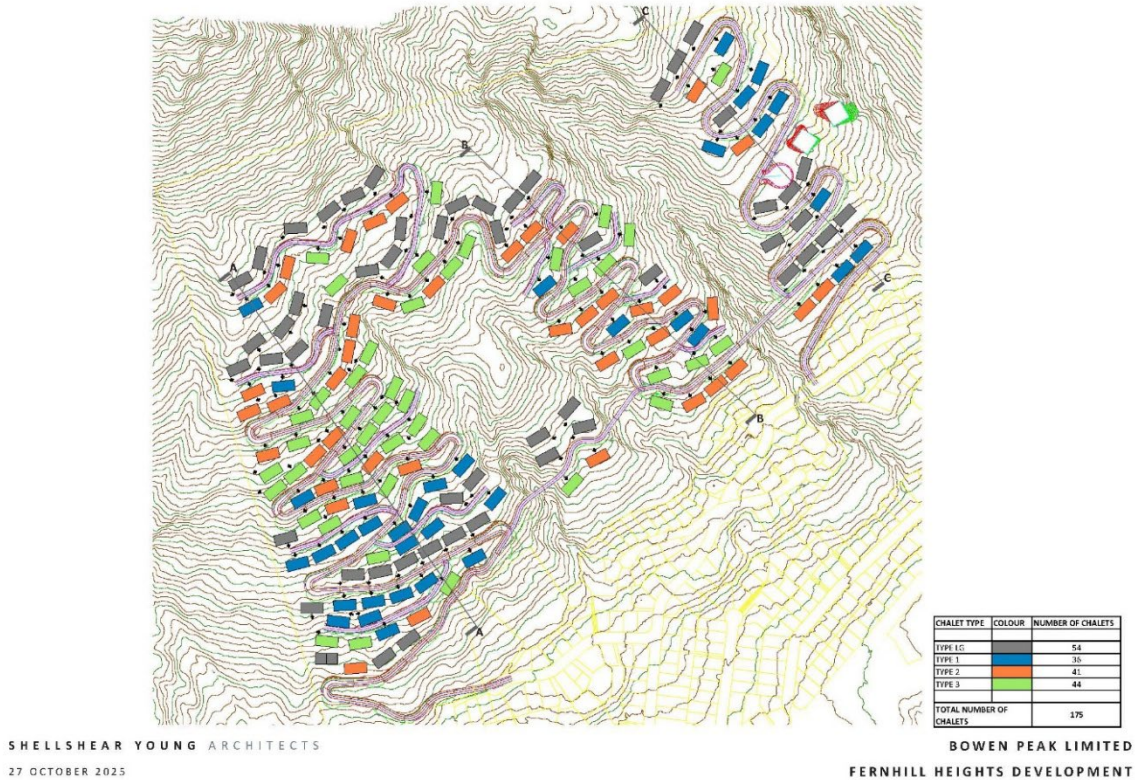 C
B
A
C
B
A
CHALET TYPE COLOUR NUMBER OF CHALETS
TYPE LG 54
TYPE 1 36
TYPE 2 41
TYPE 3 44
TOTAL NUMBER OF CHALETS 175
SHELLSHEAR YOUNG ARCHITECTS
BOWEN PEAK LIMITED
27 OCTOBER 2025
FERNHILL HEIGHTS DEVELOPMENT